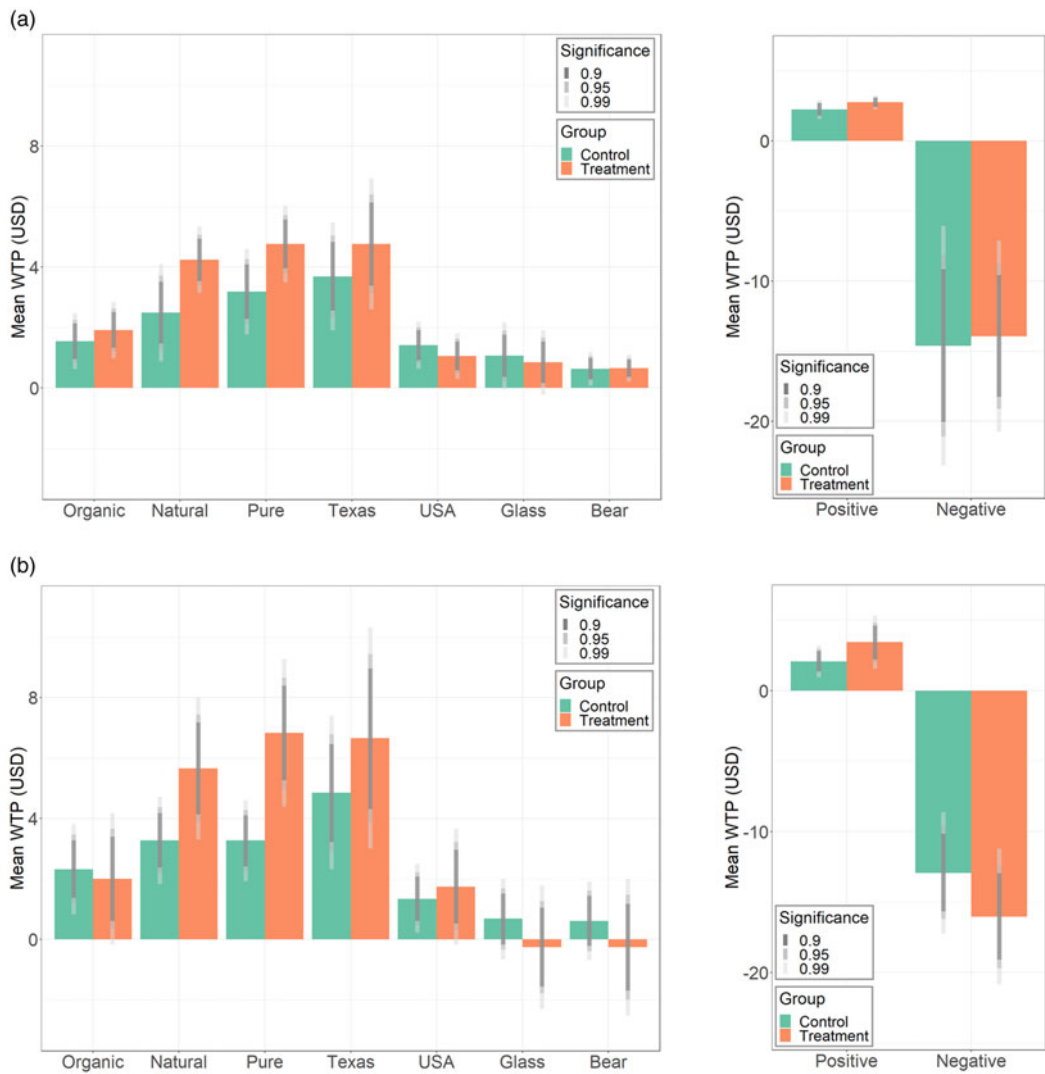 (a)
Mean WTP (USD)
8
4
0
Significance
0.9
0.95
0.99
Group
Control
Treatment
Organic Natural Pure Texas USA Glass Bear
Mean WTP (USD)
0
-10
-20
Significance
0.9
0.95
0.99
Group
Control
Treatment
Positive Negative
(b)
Mean WTP (USD)
8
4
0
Significance
0.9
0.95
0.99
Group
Control
Treatment
Organic Natural Pure Texas USA Glass Bear
Mean WTP (USD)
0
-10
-20
Significance
0.9
0.95
0.99
Group
Control
Treatment
Positive Negative